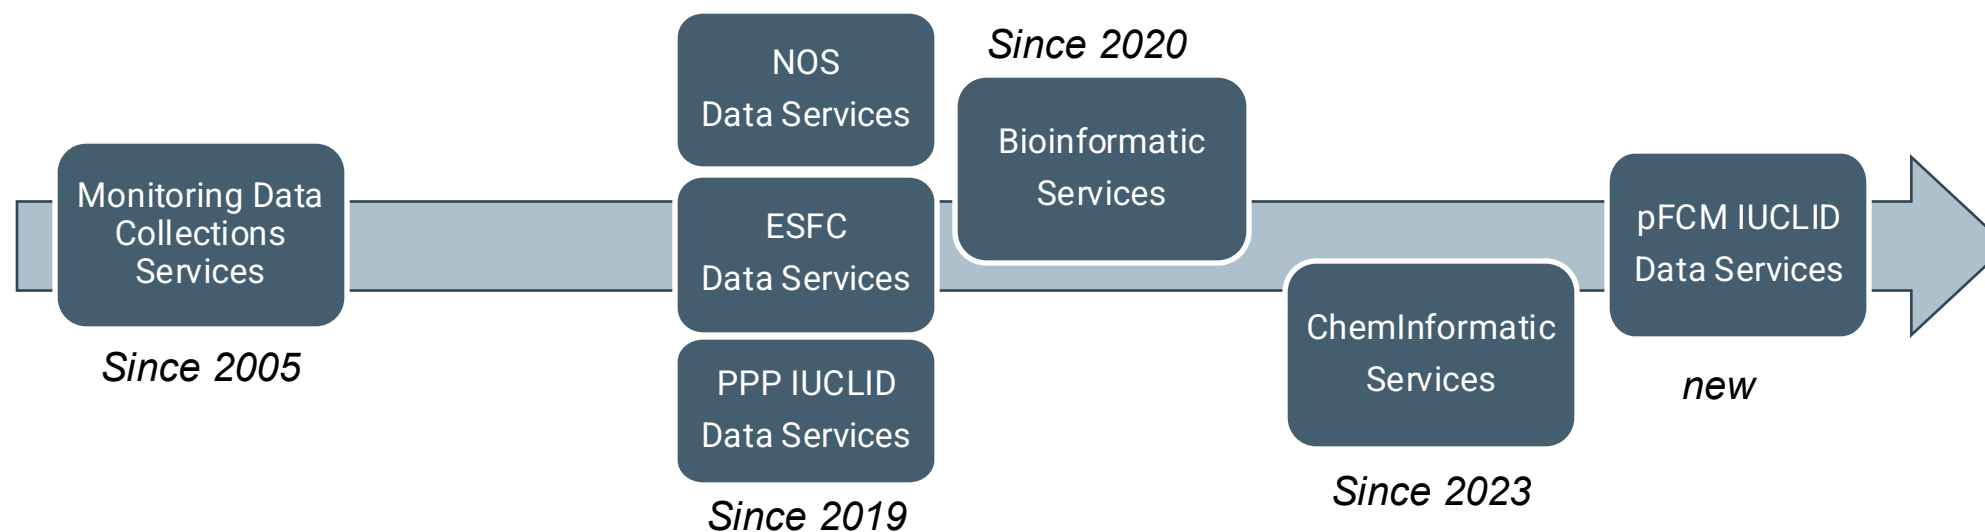 Monitoring Data
Collections
Services
Since 2005
NOS
Data Services
ESFC
Data Services
PPP IUCLID
Data Services
Since 2019
Since 2020
Bioinformatic
Services
ChemInformatic
Services
Since 2023
pFCM IUCLID
Data Services
new